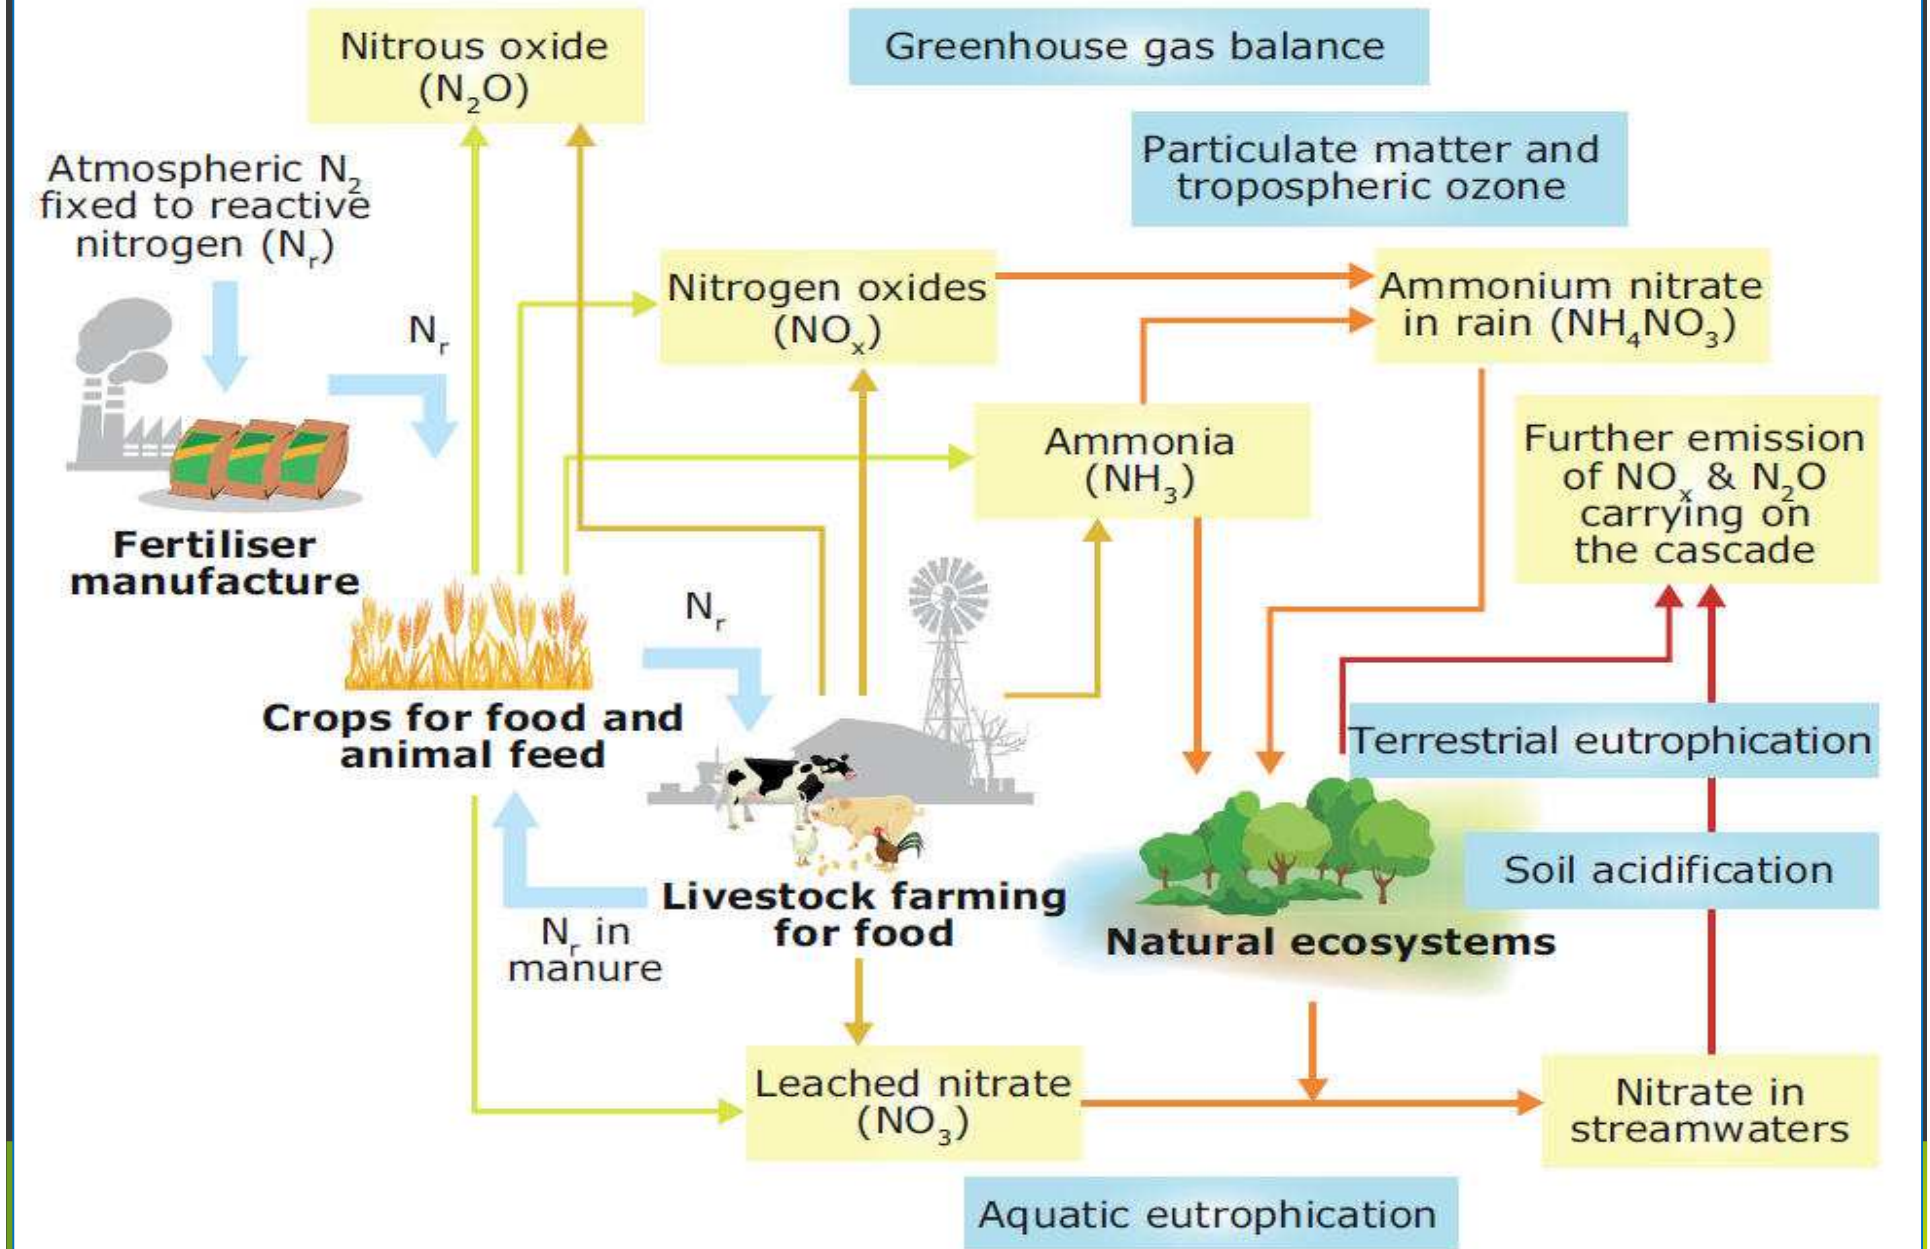 Nitrous oxide
(N₂O)
Greenhouse gas balance
Particulate matter and
tropospheric ozone
Atmospheric N₂
fixed to reactive
nitrogen (Nᵣ)
Nᵣ
Nitrogen oxides
(NOₓ)
Ammonium nitrate
in rain (NH₄NO₃)
Ammonia
(NH₃)
Further emission
of NOₓ & N₂O
carrying on
the cascade
Fertiliser
manufacture
Nᵣ
Crops for food and
animal feed
Terrestrial eutrophication
Soil acidification
Livestock farming
for food
Nᵣ in
manure
Natural ecosystems
Leached nitrate
(NO₃)
Nitrate in
streamwaters
Aquatic eutrophication